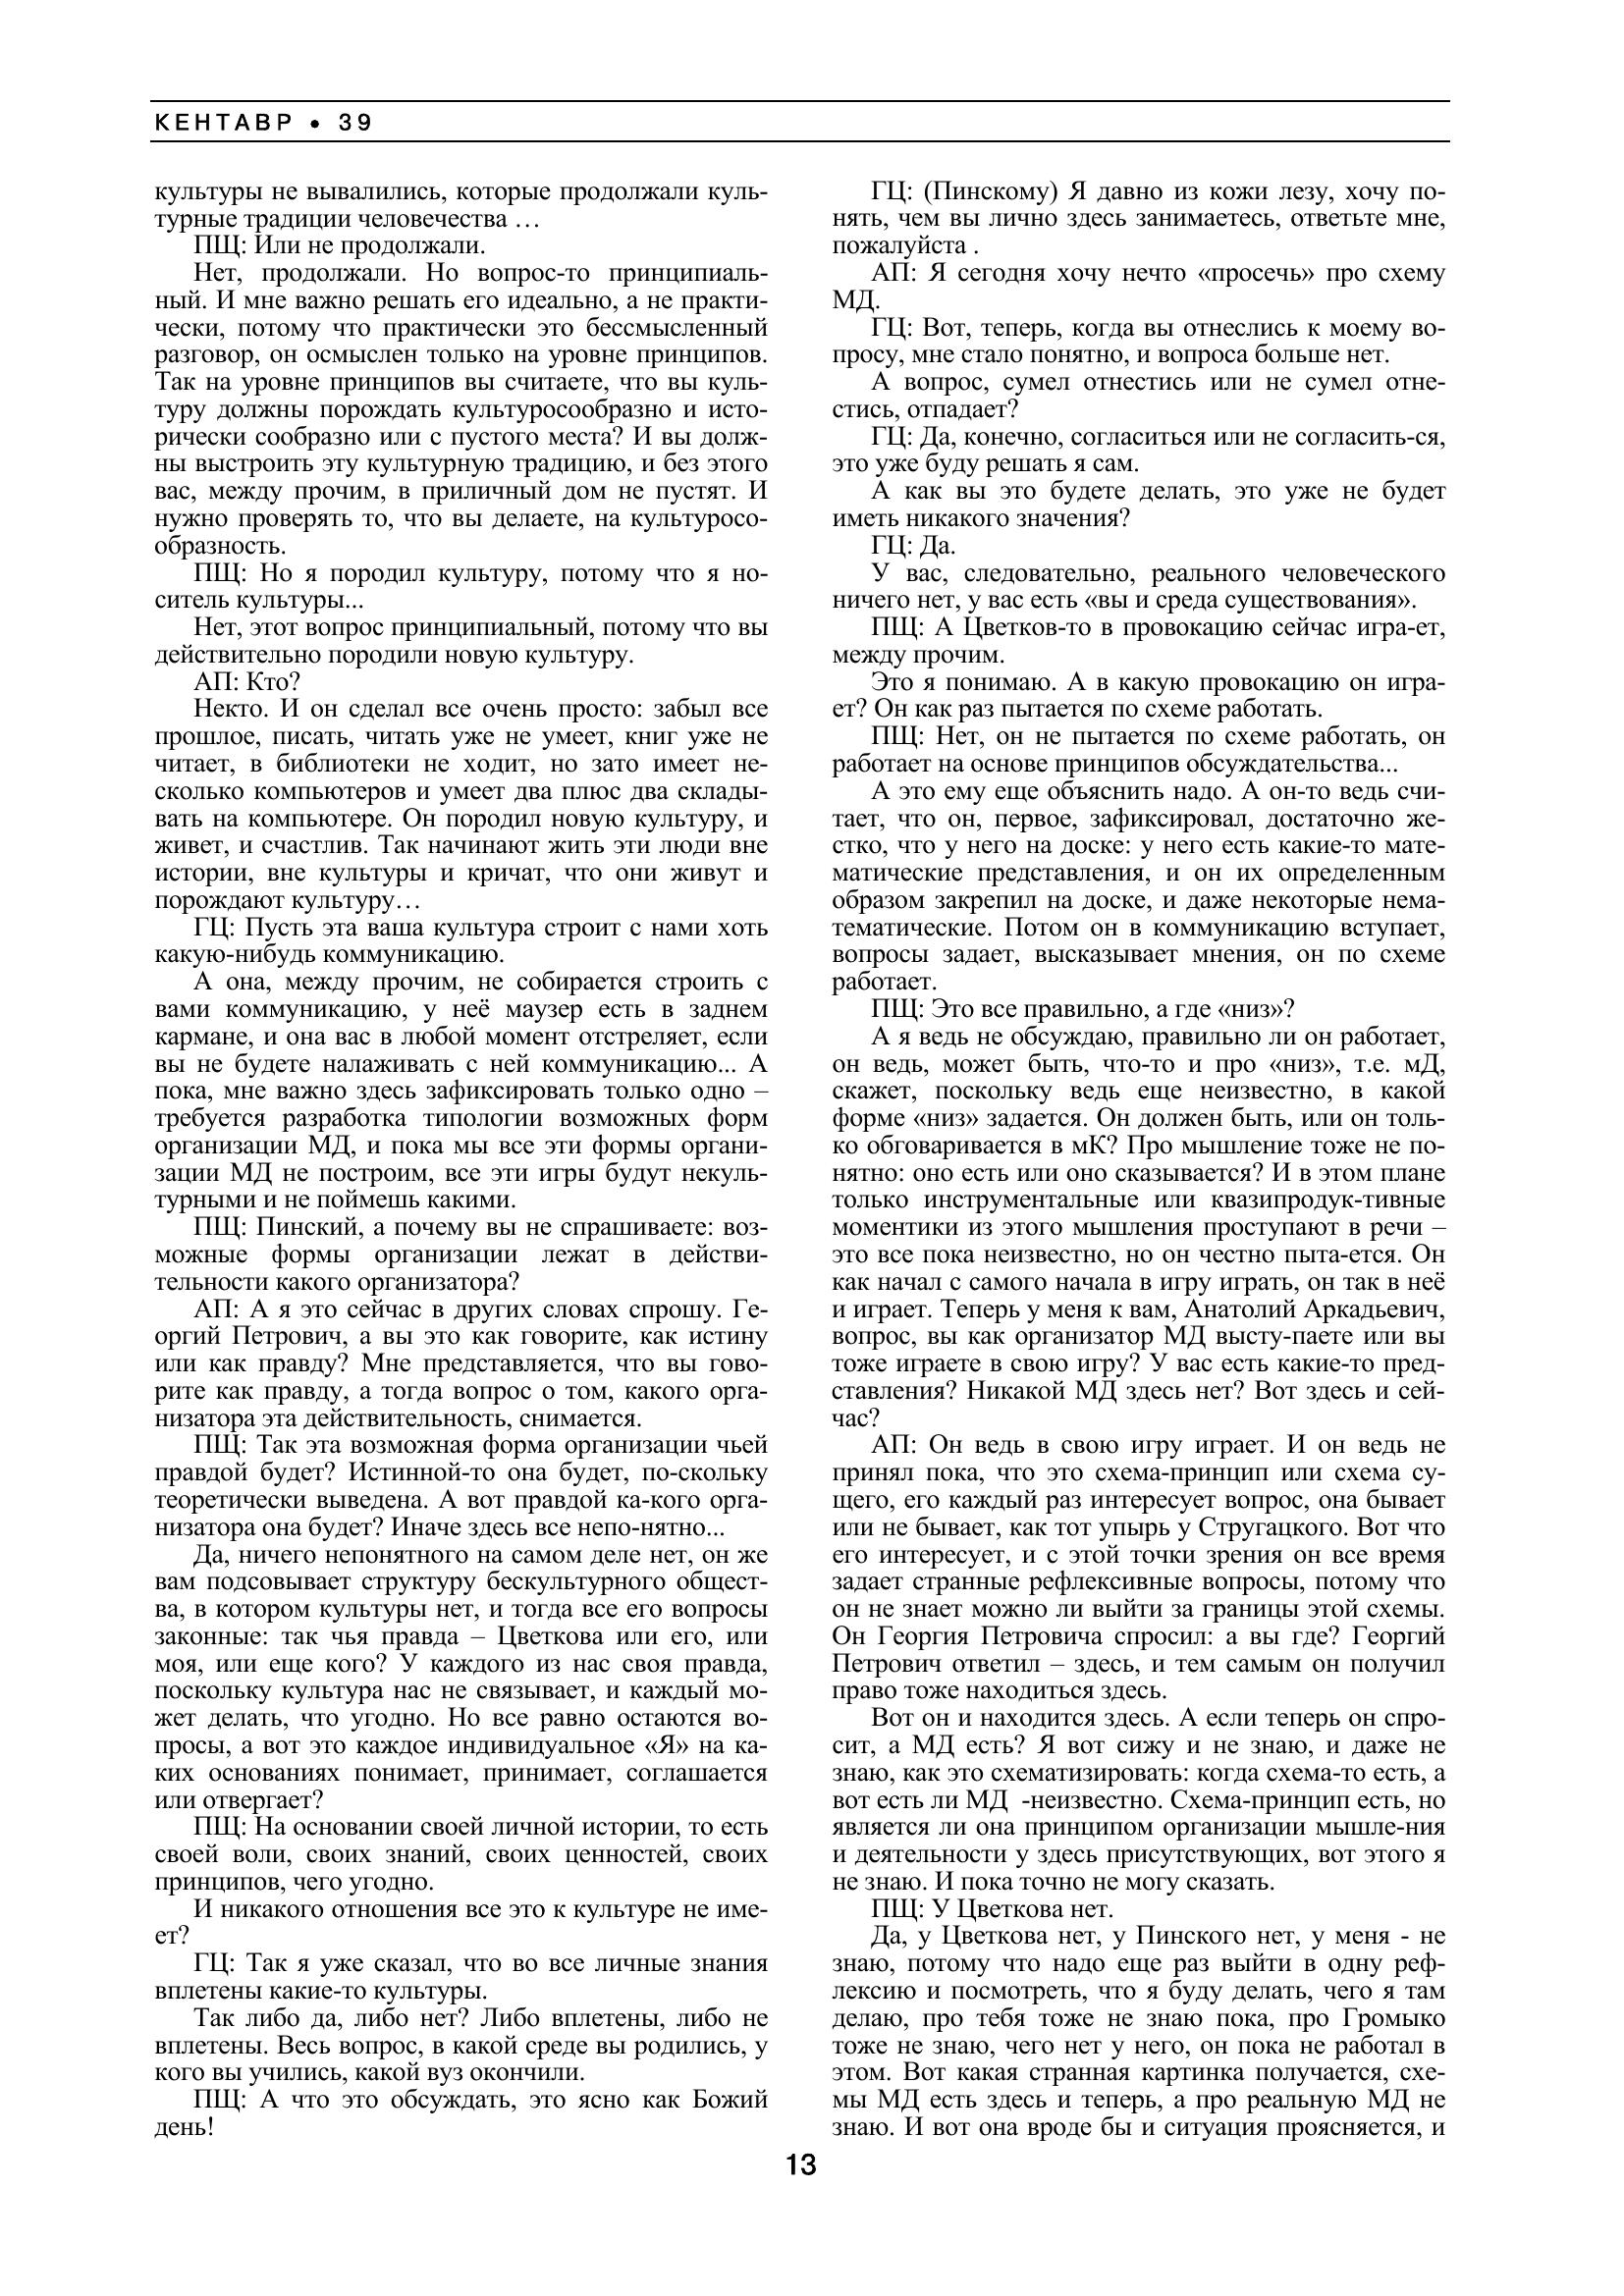 КЕНТАВР • 39
культуры не вывалились, которые продолжали куль-
турные традиции человечества …
ПЩ: Или не продолжали.
Нет, продолжали. Но вопрос-то принципиаль-
ный. И мне важно решать его идеально, а не практи-
чески, потому что практически это бессмысленный
разговор, он осмыслен только на уровне принципов.
Так на уровне принципов вы считаете, что вы куль-
туру должны порождать культуросообразно и исто-
рически сообразно или с пустого места? И вы долж-
ны выстроить эту культурную традицию, и без этого
вас, между прочим, в приличный дом не пустят. И
нужно проверять то, что вы делаете, на культуросо-
образность.
ПЩ: Но я породил культуру, потому что я но-
ситель культуры...
Нет, этот вопрос принципиальный, потому что вы
действительно породили новую культуру.
АП: Кто?
Некто. И он сделал все очень просто: забыл все
прошлое, писать, читать уже не умеет, книг уже не
читает, в библиотеки не ходит, но зато имеет не-
сколько компьютеров и умеет два плюс два склады-
вать на компьютере. Он породил новую культуру, и
живет, и счастлив. Так начинают жить эти люди вне
истории, вне культуры и кричат, что они живут и
порождают культуру…
ГЦ: Пусть эта ваша культура строит с нами хоть
какую-нибудь коммуникацию.
А она, между прочим, не собирается строить с
вами коммуникацию, у неё маузер есть в заднем
кармане, и она вас в любой момент отстреляет, если
вы не будете налаживать с ней коммуникацию... А
пока, мне важно здесь зафиксировать только одно –
требуется разработка типологии возможных форм
организации МД, и пока мы все эти формы органи-
зации МД не построим, все эти игры будут некуль-
турными и не поймешь какими.
ПЩ: Пинский, а почему вы не спрашиваете: воз-
можные формы организации лежат в действи-
тельности какого организатора?
АП: А я это сейчас в других словах спрошу. Ге-
оргий Петрович, а вы это как говорите, как истину
или как правду? Мне представляется, что вы гово-
рите как правду, а тогда вопрос о том, какого орга-
низатора эта действительность, снимается.
ПЩ: Так эта возможная форма организации чьей
правдой будет? Истинной-то она будет, по-скольку
теоретически выведена. А вот правдой ка-кого орга-
низатора она будет? Иначе здесь все непо-нятно...
Да, ничего непонятного на самом деле нет, он же
вам подсовывает структуру бескультурного общест-
ва, в котором культуры нет, и тогда все его вопросы
законные: так чья правда – Цветкова или его, или
моя, или еще кого? У каждого из нас своя правда,
поскольку культура нас не связывает, и каждый мо-
жет делать, что угодно. Но все равно остаются во-
просы, а вот это каждое индивидуальное «Я» на ка-
ких основаниях понимает, принимает, соглашается
или отвергает?
ПЩ: На основании своей личной истории, то есть
своей воли, своих знаний, своих ценностей, своих
принципов, чего угодно.
И никакого отношения все это к культуре не име-
ет?
ГЦ: Так я уже сказал, что во все личные знания
вплетены какие-то культуры.
Так либо да, либо нет? Либо вплетены, либо не
вплетены. Весь вопрос, в какой среде вы родились, у
кого вы учились, какой вуз окончили.
ПЩ: А что это обсуждать, это ясно как Божий
день!
ГЦ: (Пинскому) Я давно из кожи лезу, хочу по-
нять, чем вы лично здесь занимаетесь, ответьте мне,
пожалуйста .
АП: Я сегодня хочу нечто «просечь» про схему
МД.
ГЦ: Вот, теперь, когда вы отнеслись к моему во-
просу, мне стало понятно, и вопроса больше нет.
А вопрос, сумел отнестись или не сумел отне-
стись, отпадает?
ГЦ: Да, конечно, согласиться или не согласить-ся,
это уже буду решать я сам.
А как вы это будете делать, это уже не будет
иметь никакого значения?
ГЦ: Да.
У вас, следовательно, реального человеческого
ничего нет, у вас есть «вы и среда существования».
ПЩ: А Цветков-то в провокацию сейчас игра-ет,
между прочим.
Это я понимаю. А в какую провокацию он игра-
ет? Он как раз пытается по схеме работать.
ПЩ: Нет, он не пытается по схеме работать, он
работает на основе принципов обсуждательства...
А это ему еще объяснить надо. А он-то ведь счи-
тает, что он, первое, зафиксировал, достаточно же-
стко, что у него на доске: у него есть какие-то мате-
матические представления, и он их определенным
образом закрепил на доске, и даже некоторые нема-
тематические. Потом он в коммуникацию вступает,
вопросы задает, высказывает мнения, он по схеме
работает.
ПЩ: Это все правильно, а где «низ»?
А я ведь не обсуждаю, правильно ли он работает,
он ведь, может быть, что-то и про «низ», т.е. мД,
скажет, поскольку ведь еще неизвестно, в какой
форме «низ» задается. Он должен быть, или он толь-
ко обговаривается в мК? Про мышление тоже не по-
нятно: оно есть или оно сказывается? И в этом плане
только инструментальные или квазипродук-тивные
моментики из этого мышления проступают в речи –
это все пока неизвестно, но он честно пыта-ется. Он
как начал с самого начала в игру играть, он так в неё
и играет. Теперь у меня к вам, Анатолий Аркадьевич,
вопрос, вы как организатор МД высту-паете или вы
тоже играете в свою игру? У вас есть какие-то пред-
ставления? Никакой МД здесь нет? Вот здесь и сей-
час?
АП: Он ведь в свою игру играет. И он ведь не
принял пока, что это схема-принцип или схема су-
щего, его каждый раз интересует вопрос, она бывает
или не бывает, как тот упырь у Стругацкого. Вот что
его интересует, и с этой точки зрения он все время
задает странные рефлексивные вопросы, потому что
он не знает можно ли выйти за границы этой схемы.
Он Георгия Петровича спросил: а вы где? Георгий
Петрович ответил – здесь, и тем самым он получил
право тоже находиться здесь.
Вот он и находится здесь. А если теперь он спро-
сит, а МД есть? Я вот сижу и не знаю, и даже не
знаю, как это схематизировать: когда схема-то есть, а
вот есть ли МД -неизвестно. Схема-принцип есть, но
является ли она принципом организации мышле-ния
и деятельности у здесь присутствующих, вот этого я
не знаю. И пока точно не могу сказать.
ПЩ: У Цветкова нет.
Да, у Цветкова нет, у Пинского нет, у меня - не
знаю, потому что надо еще раз выйти в одну реф-
лексию и посмотреть, что я буду делать, чего я там
делаю, про тебя тоже не знаю пока, про Громыко
тоже не знаю, чего нет у него, он пока не работал в
этом. Вот какая странная картинка получается, схе-
мы МД есть здесь и теперь, а про реальную МД не
знаю. И вот она вроде бы и ситуация проясняется, и
13